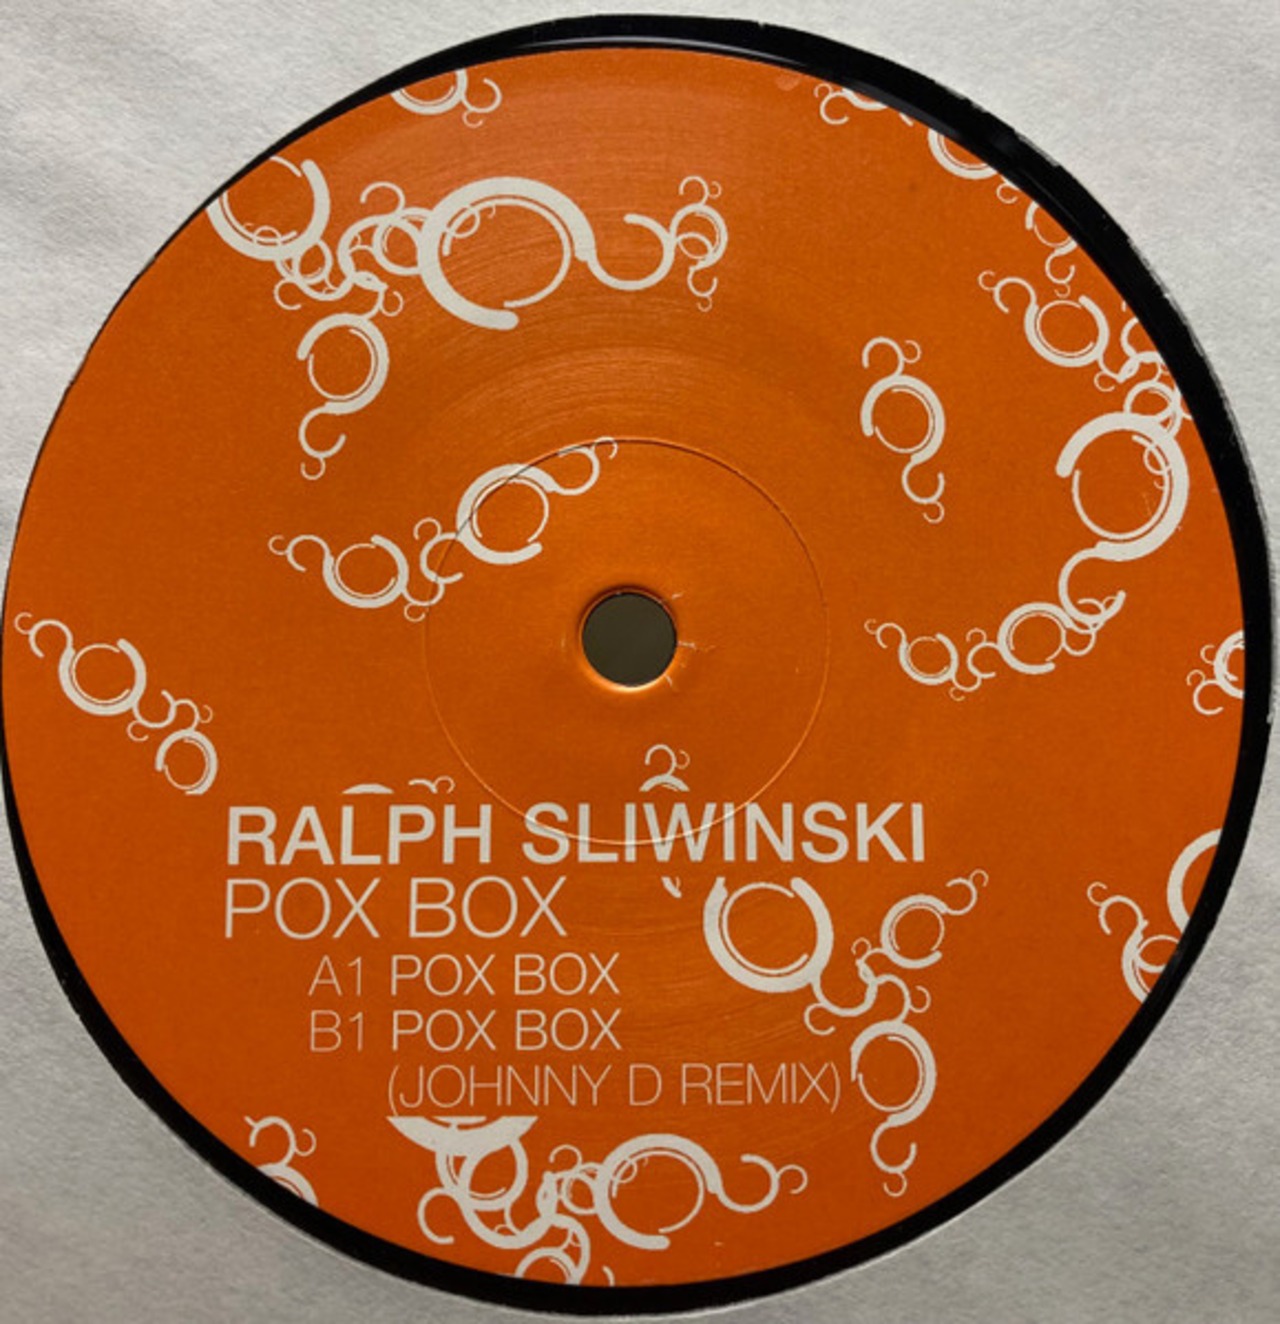 RALPH SLIWINSKI
POX BOX
A1 POX BOX
B1 POX BOX
(JOHNNY D REMIX)